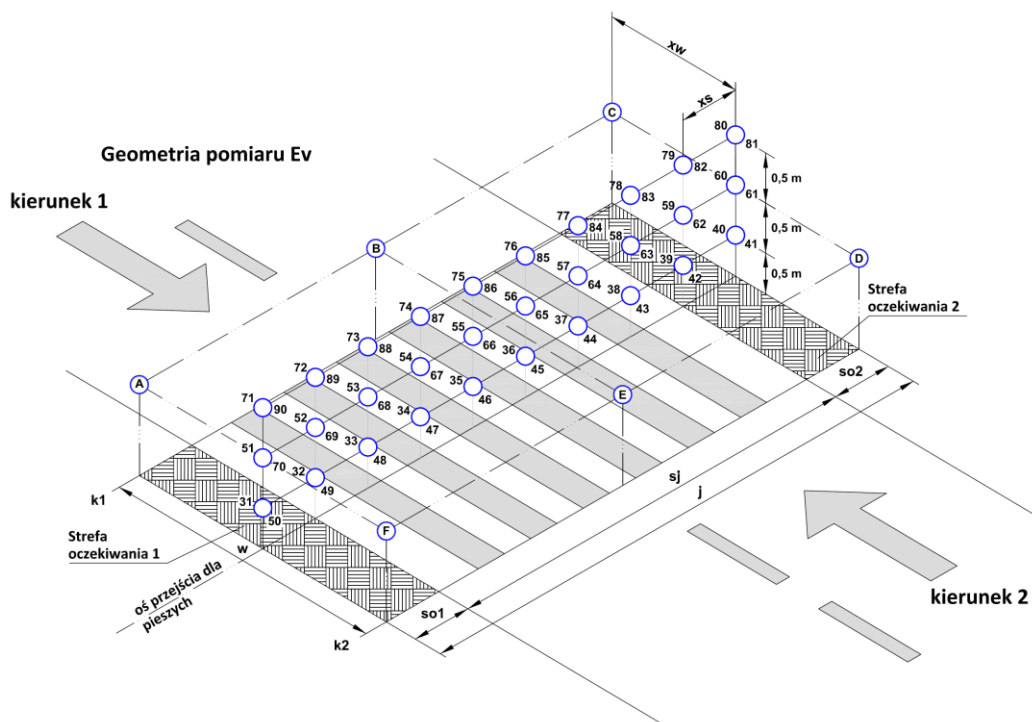 xw
xs
C
80
81
79
82
0,5 m
Geometria pomiaru Ev
kierunek 1
78
83
60
61
59
62
0,5 m
77
84
58
63
40
41
B
76
85
39
42
0,5 m
D
57
64
75
86
38
43
Strefa
oczekiwania 2
56
65
74
87
37
44
55
66
73
88
36
45
so2
A
54
67
72
89
35
46
E
53
68
71
90
34
47
52
69
33
48
51
70
32
49
sj
j
31
50
k1
F
Strefa
oczekiwania 1
w
oś przejścia dla
pieszych
so1
k2
kierunek 2